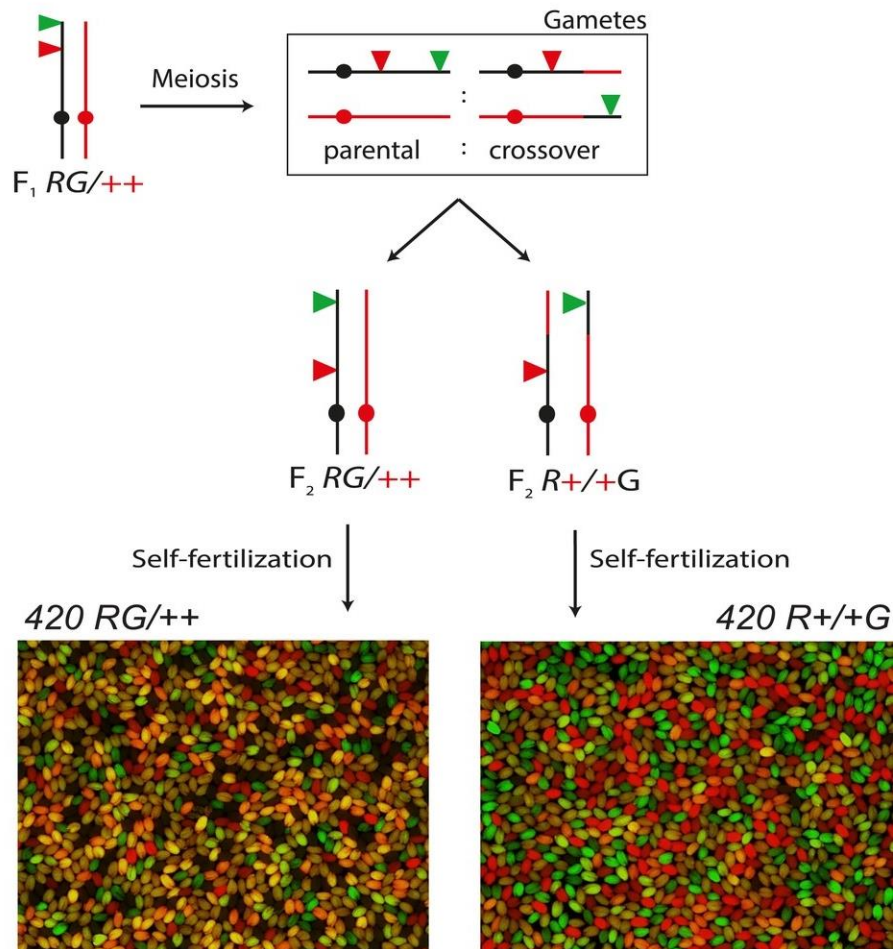 Gametes
Meiosis
:
parental : crossover
F₁ RG/++
F₂ RG/++
F₂ R+/+G
Self-fertilization
Self-fertilization
420 RG/++
420 R+/+G